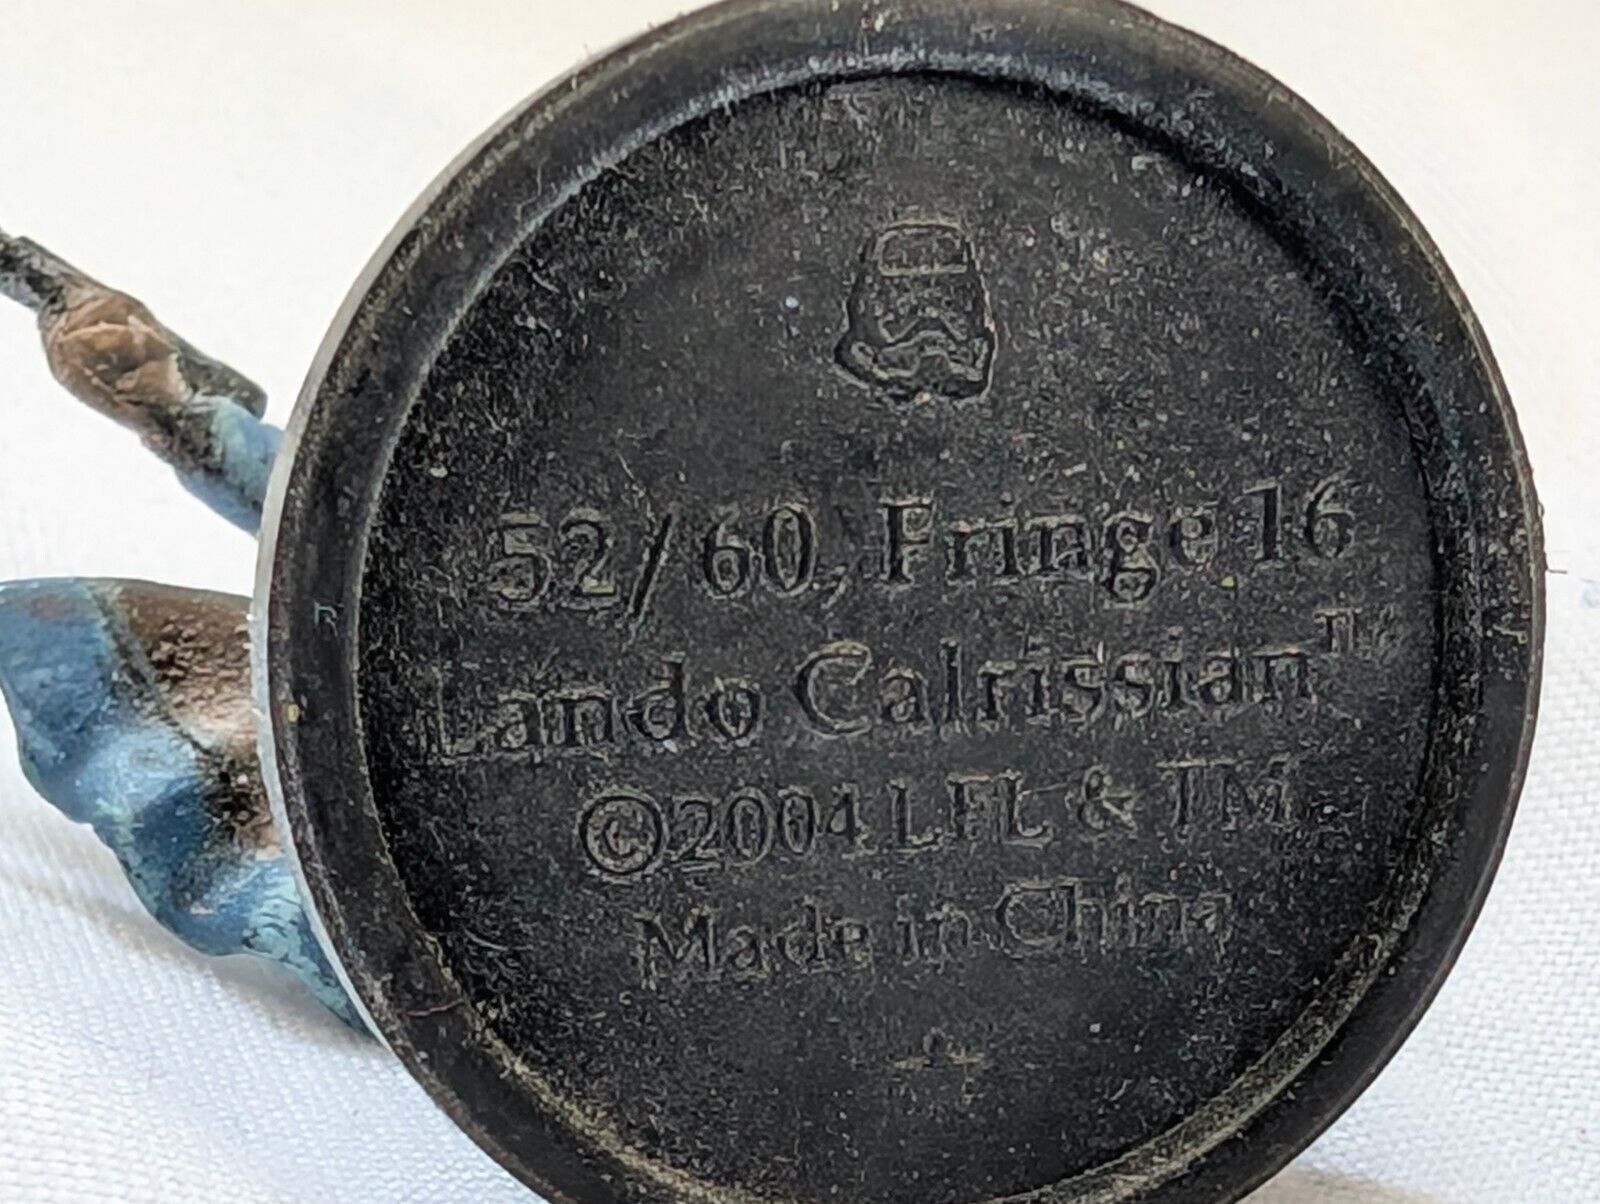 52/60, Fringe 16
Lando Calrissian™
©2004 LFL & TM
Made in China